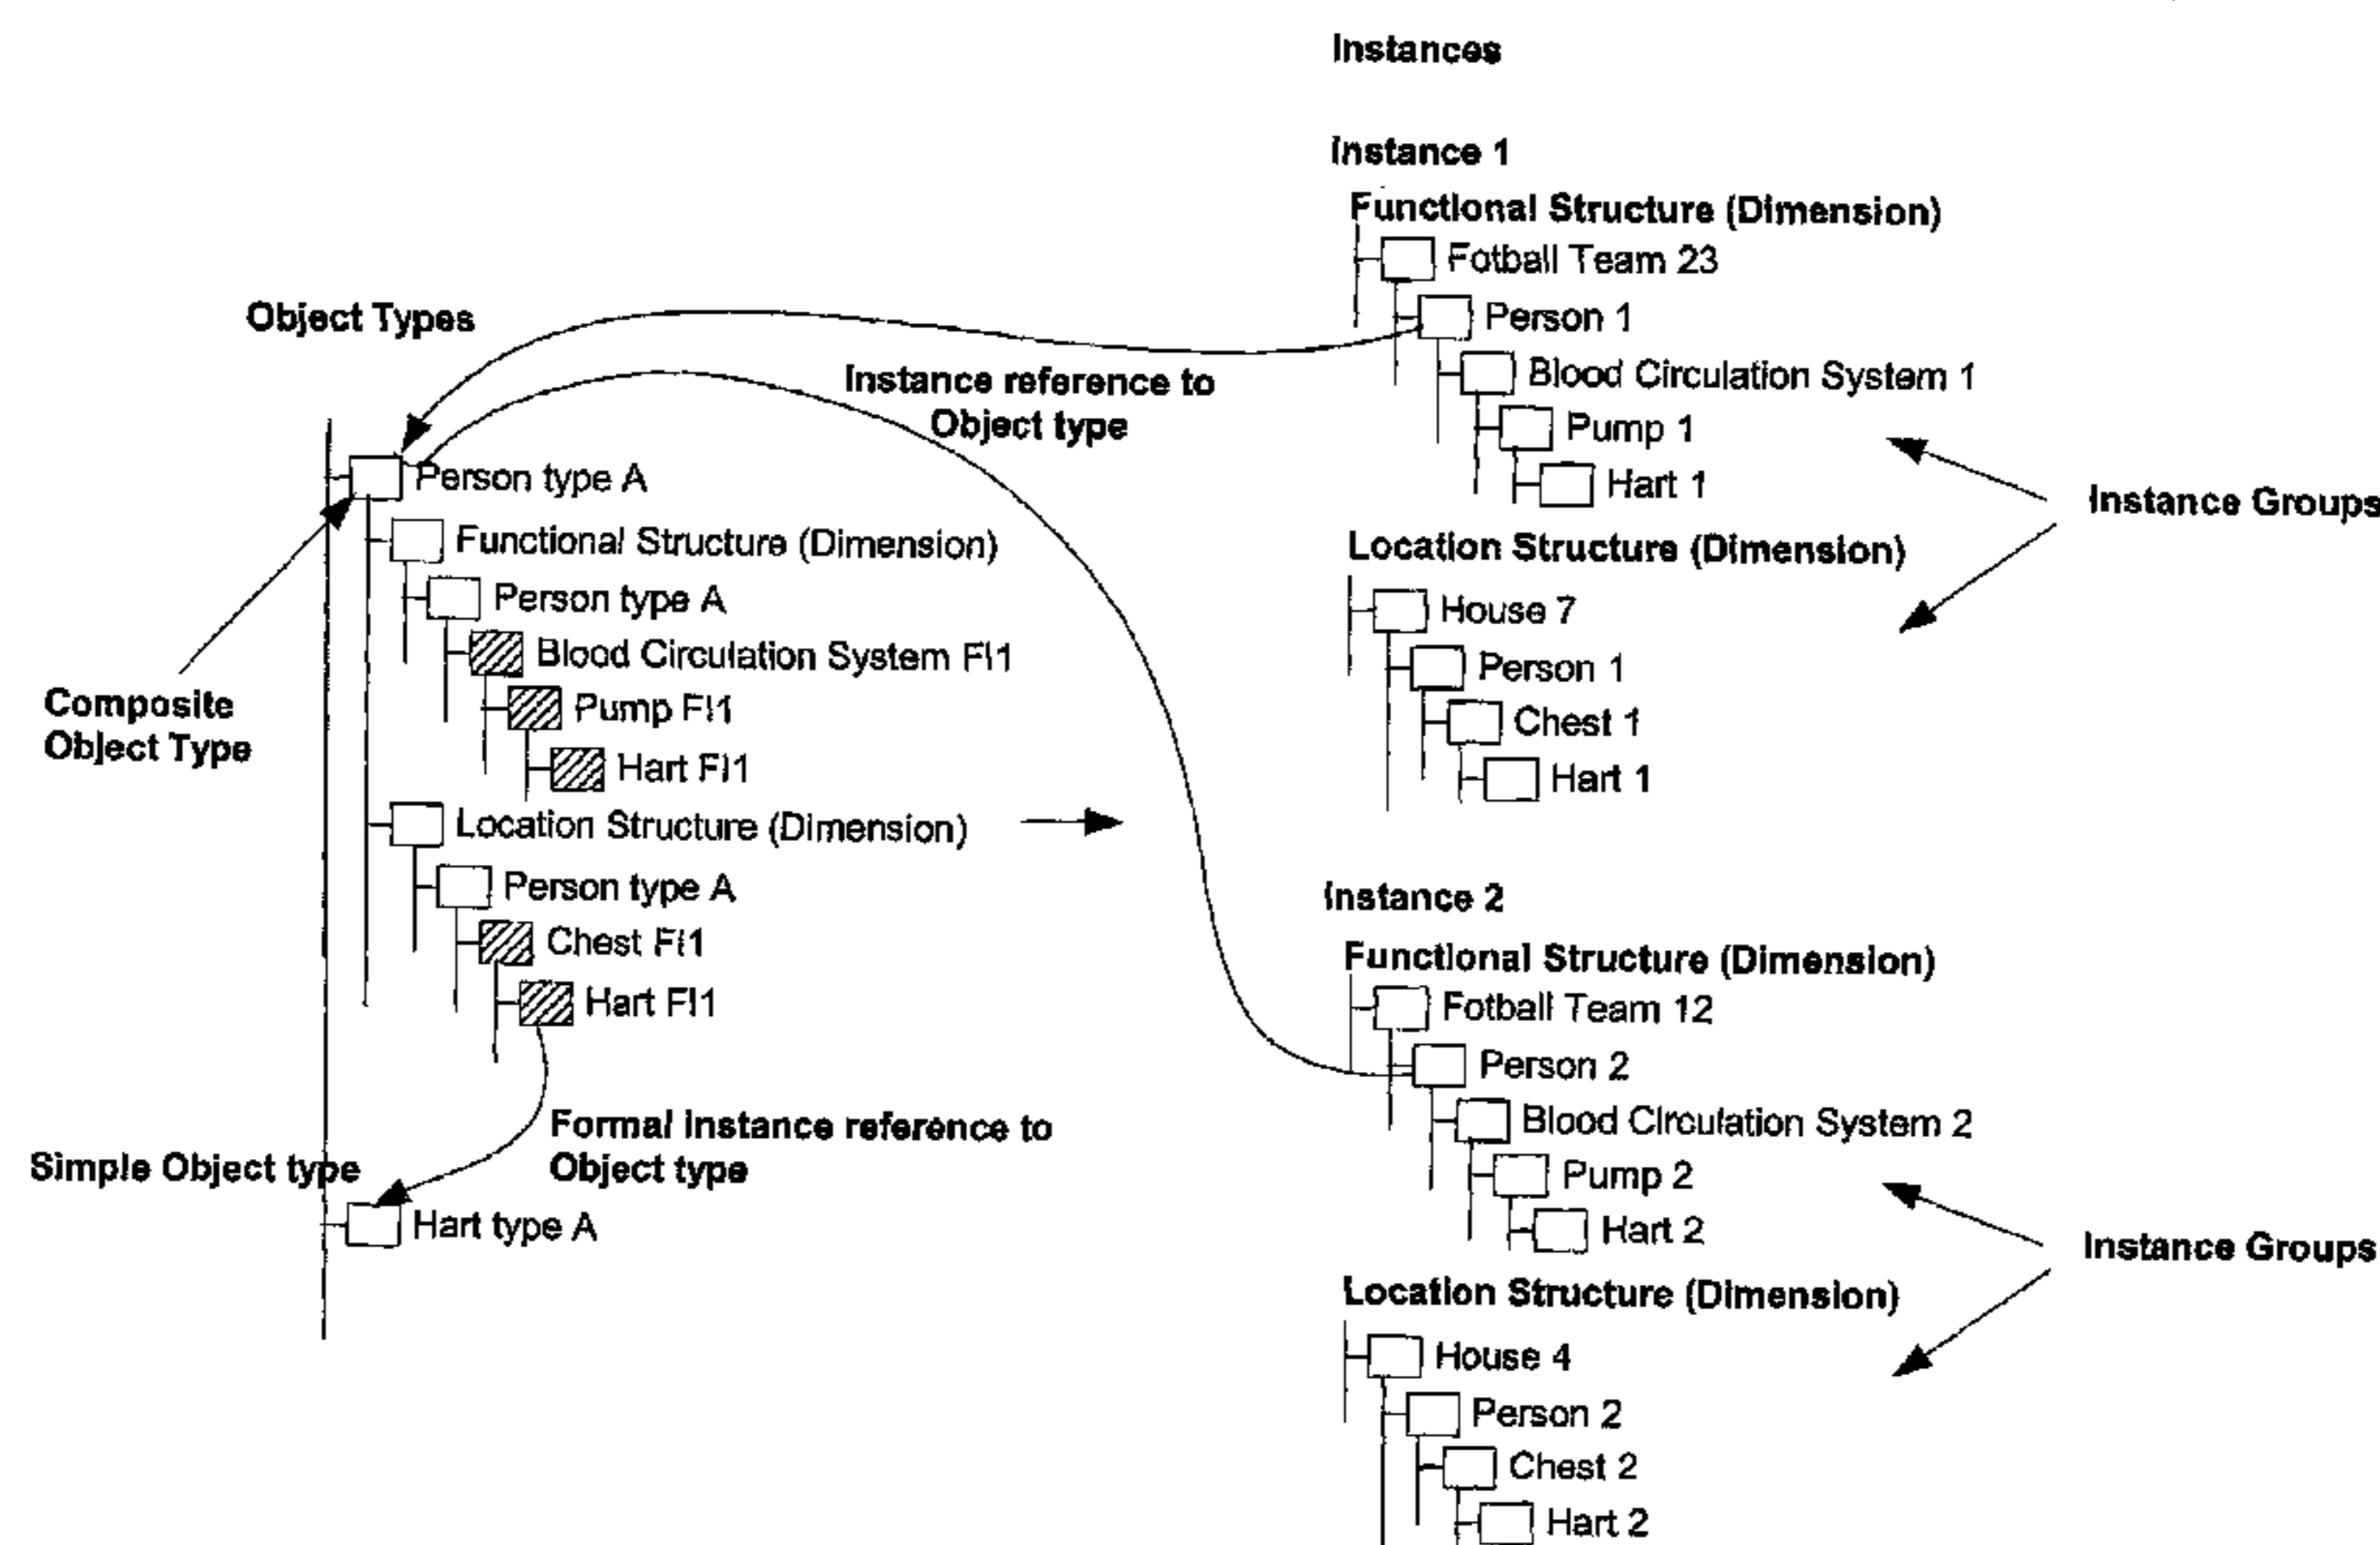 Instances
Instance 1
Functional Structure (Dimension)
Fotball Team 23
Person 1
Blood Circulation System 1
Pump 1
Hart 1
Instance Groups
Location Structure (Dimension)
House 7
Person 1
Chest 1
Hart 1
Object Types
Instance reference to
Object type
Person type A
Functional Structure (Dimension)
Person type A
Blood Circulation System FI1
Pump FI1
Hart FI1
Composite
Object Type
Location Structure (Dimension)
Person type A
Chest FI1
Hart FI1
Formal instance reference to
Object type
Simple Object type
Hart type A
Instance 2
Functional Structure (Dimension)
Fotball Team 12
Person 2
Blood Circulation System 2
Pump 2
Hart 2
Instance Groups
Location Structure (Dimension)
House 4
Person 2
Chest 2
Hart 2